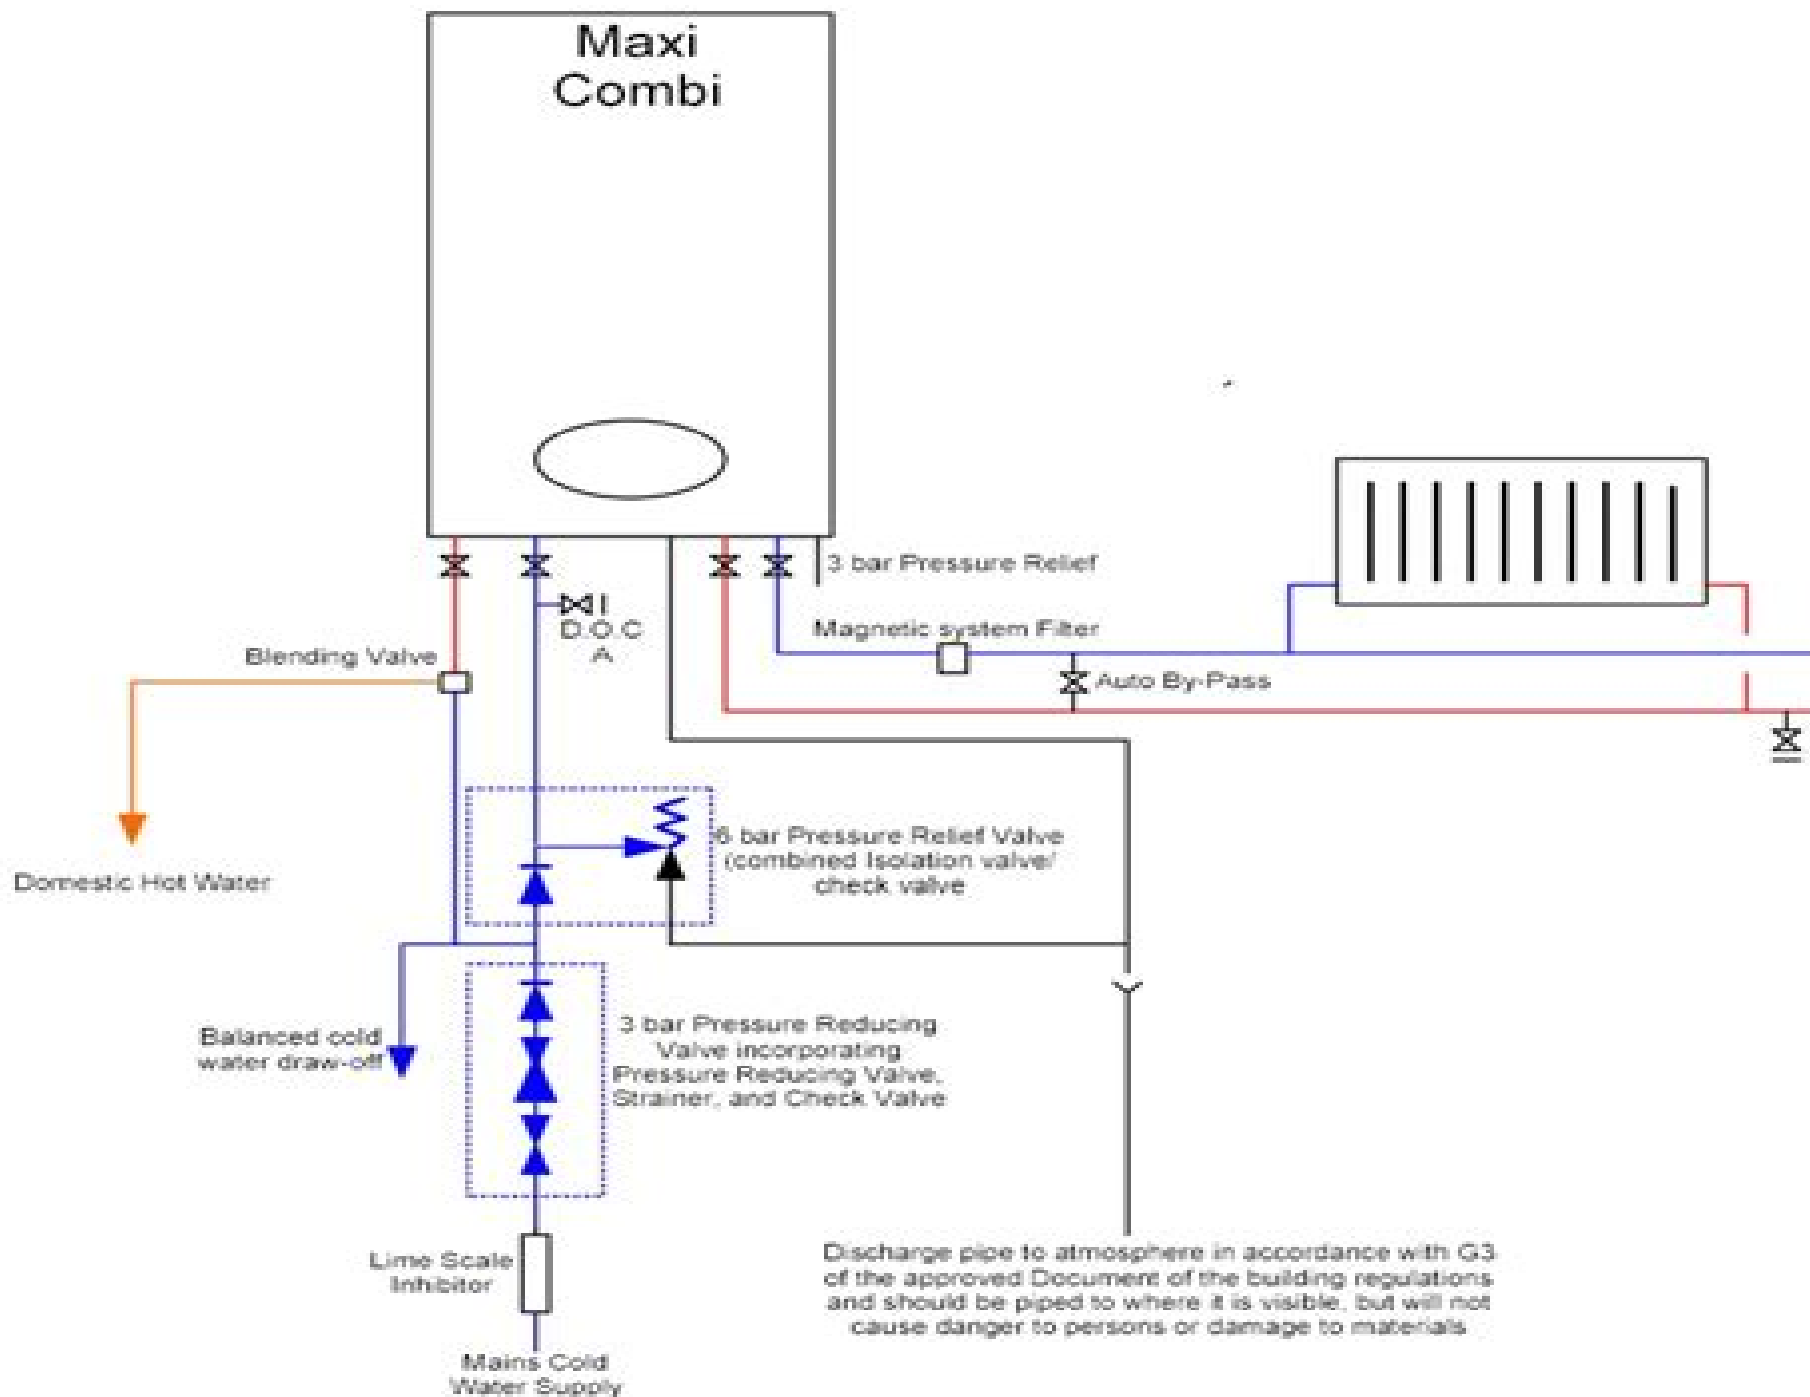 Maxi
Combi
3 bar Pressure Relief
D.O.C
A
Magnetic system Filter
Blending Valve
Auto By-Pass
6 bar Pressure Relief Valve
(combined Isolation valve/
check valve
Domestic Hot Water
Balanced cold
water draw-off
3 bar Pressure Reducing
Valve incorporating
Pressure Reducing Valve,
Strainer, and Check Valve
Lime Scale
Inhibitor
Discharge pipe to atmosphere in accordance with G3
of the approved Document of the building regulations
and should be piped to where it is visible, but will not
cause danger to persons or damage to materials
Mains Cold
Water Supply